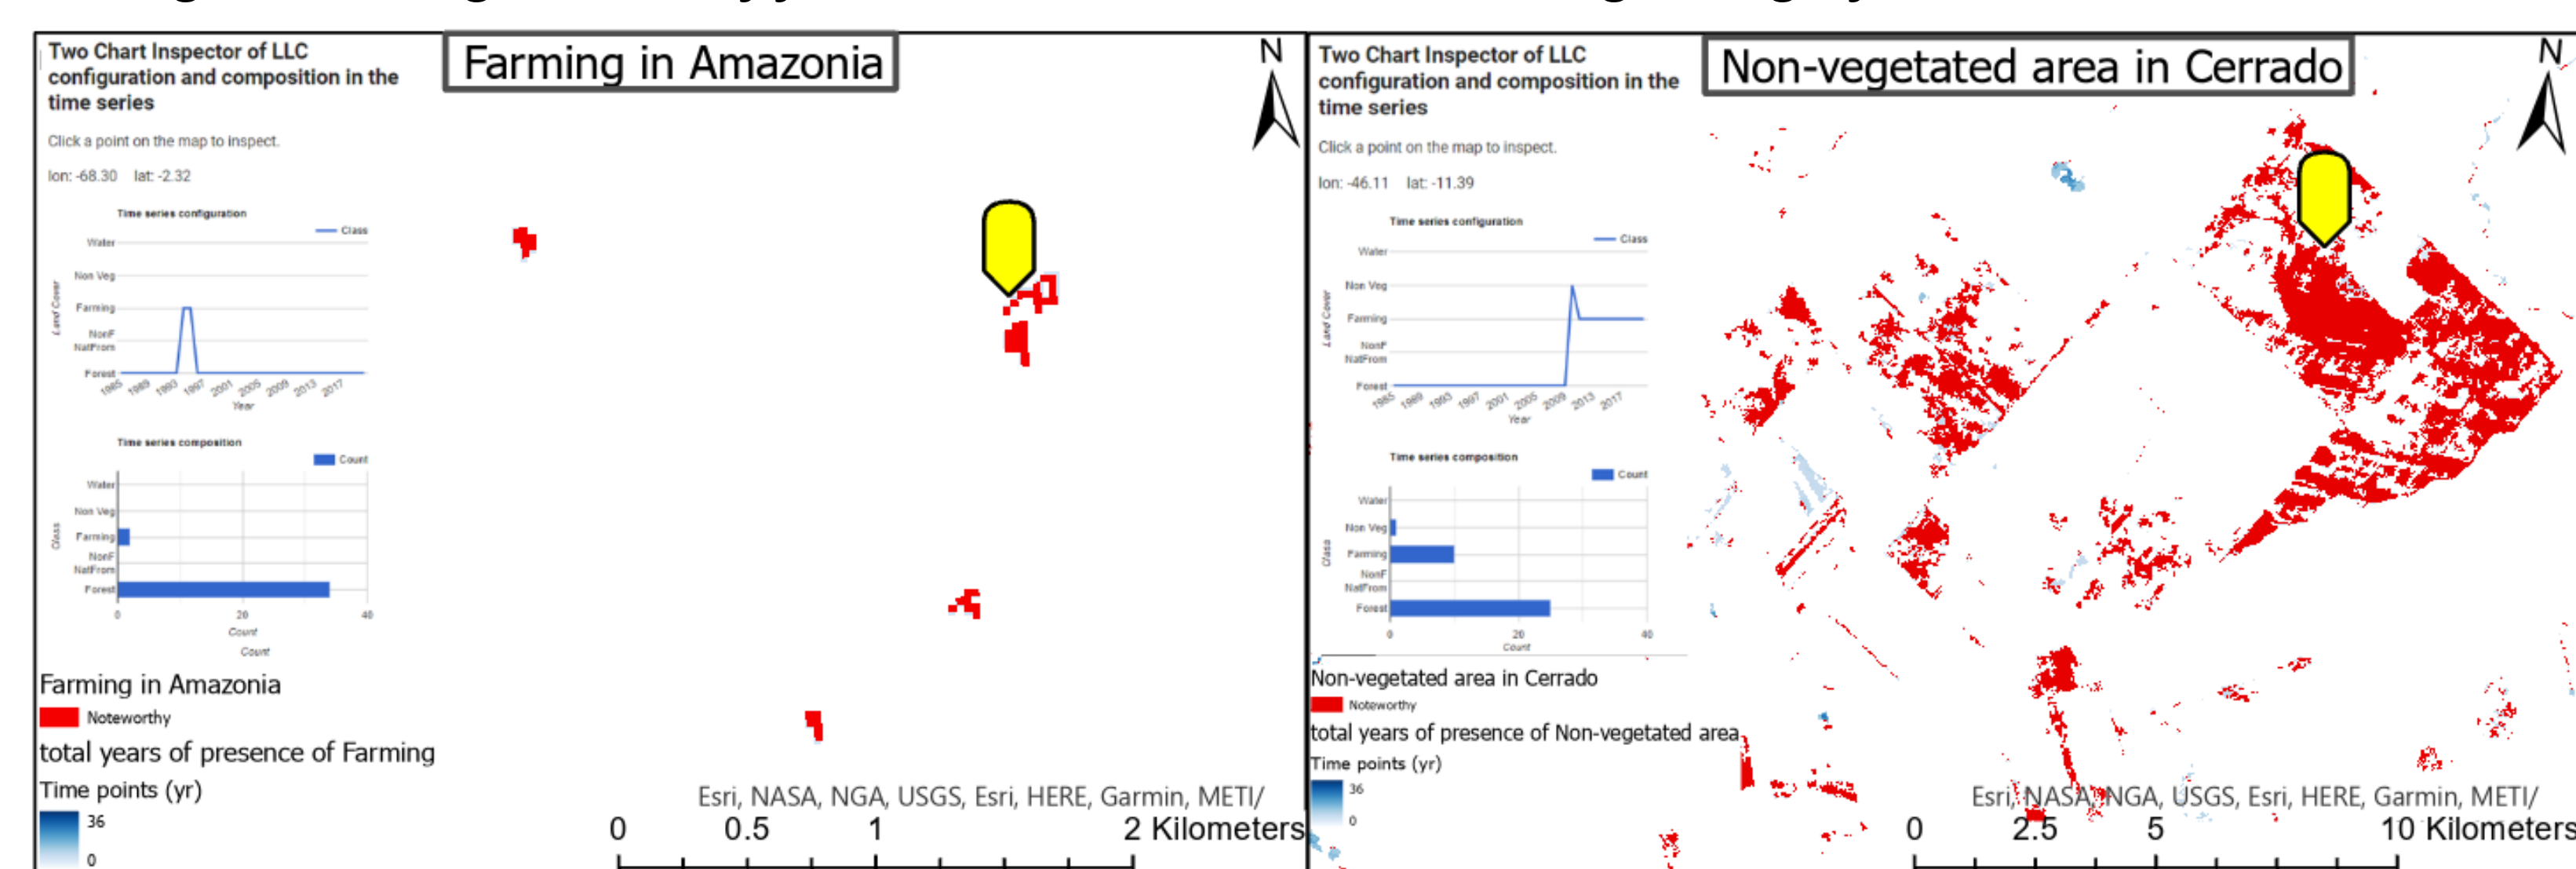 Two Chart Inspector of LLC
configuration and composition in the
time series
Farming in Amazonia
N
Click a point on the map to inspect.
lon: -68.30 lat: -2.32
Time series configuration
Class
Water
Non Veg
Farming
NonF
NatFrom
Forest
Land Cover
1985 1989 1993 1997 2001 2005 2009 2013 2017
Year
Time series composition
Count
Water
Non Veg
Farming
NonF
NatFrom
Forest
Class
0 20 40
Count
Count
Farming in Amazonia
Noteworthy
total years of presence of Farming
Time points (yr)
36
0
Esri, NASA, NGA, USGS, Esri, HERE, Garmin, METI/
0 0.5 1 2 Kilometers
Two Chart Inspector of LLC
configuration and composition in the
time series
Non-vegetated area in Cerrado
N
Click a point on the map to inspect.
lon: -46.11 lat: -11.39
Time series configuration
Class
Water
Non Veg
Farming
NonF
NatFrom
Forest
Land Cover
1985 1989 1993 1997 2001 2005 2009 2013 2017
Year
Time series composition
Count
Water
Non Veg
Farming
NonF
NatFrom
Forest
Class
0 20 40
Count
Non-vegetated area in Cerrado
Noteworthy
total years of presence of Non-vegetated area
Time points (yr)
36
0
Esri, NASA, NGA, USGS, Esri, HERE, Garmin, METI/
0 2.5 5 10 Kilometers